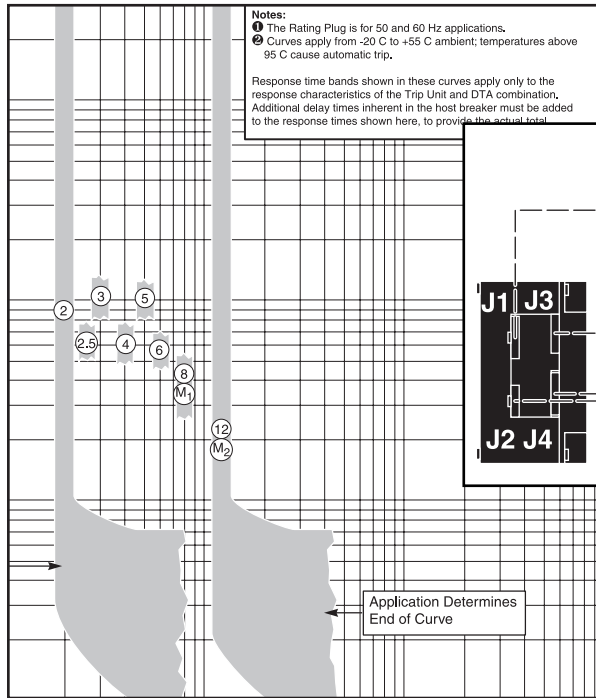 Notes:
❶ The Rating Plug is for 50 and 60 Hz applications.
❷ Curves apply from -20 C to +55 C ambient; temperatures above
95 C cause automatic trip.
Response time bands shown in these curves apply only to the
response characteristics of the Trip Unit and DTA combination.
Additional delay times inherent in the host breaker must be added
to the response times shown here, to provide the actual total
J1 J3
J2 J4
2
3
5
2.5
4
6
8
M1
12
M2
Application Determines
End of Curve